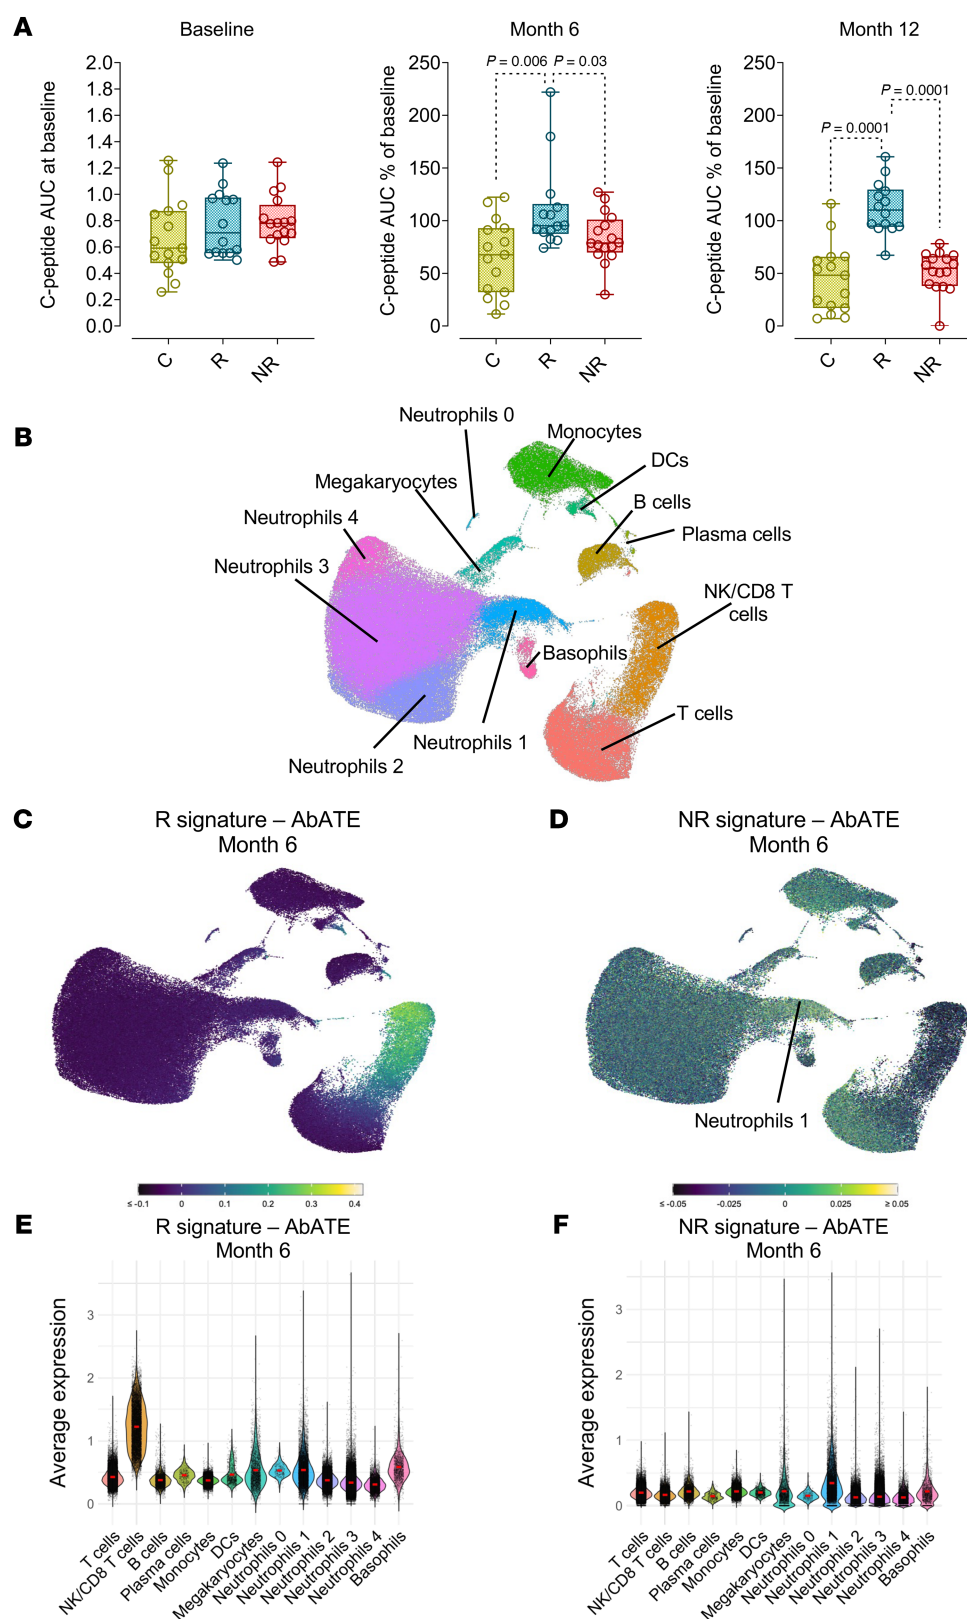 A
Baseline
Month 6
Month 12
C-peptide AUC at baseline
2.0
1.8
1.6
1.4
1.2
1.0
0.8
0.6
0.4
0.2
0.0
C
R
NR
C-peptide AUC % of baseline
250
200
150
100
50
0
P = 0.006
P = 0.03
C
R
NR
C-peptide AUC % of baseline
250
200
150
100
50
0
P = 0.0001
P = 0.0001
C
R
NR
B
Neutrophils 0
Monocytes
DCs
Megakaryocytes
B cells
Neutrophils 4
Plasma cells
Neutrophils 3
NK/CD8 T
cells
Basophils
T cells
Neutrophils 1
Neutrophils 2
C
R signature – AbATE
Month 6
≤ -0.1
0
0.1
0.2
0.3
0.4
D
NR signature – AbATE
Month 6
Neutrophils 1
≤ -0.05
-0.025
0
0.025
≥ 0.05
E
R signature – AbATE
Month 6
Average expression
3
2
1
0
T cells
NK/CD8 T cells
B cells
Plasma cells
Monocytes
DCs
Megakaryocytes
Neutrophils 0
Neutrophils 1
Neutrophils 2
Neutrophils 3
Neutrophils 4
Basophils
F
NR signature – AbATE
Month 6
Average expression
3
2
1
0
T cells
NK/CD8 T cells
B cells
Plasma cells
Monocytes
DCs
Megakaryocytes
Neutrophils 0
Neutrophils 1
Neutrophils 2
Neutrophils 3
Neutrophils 4
Basophils